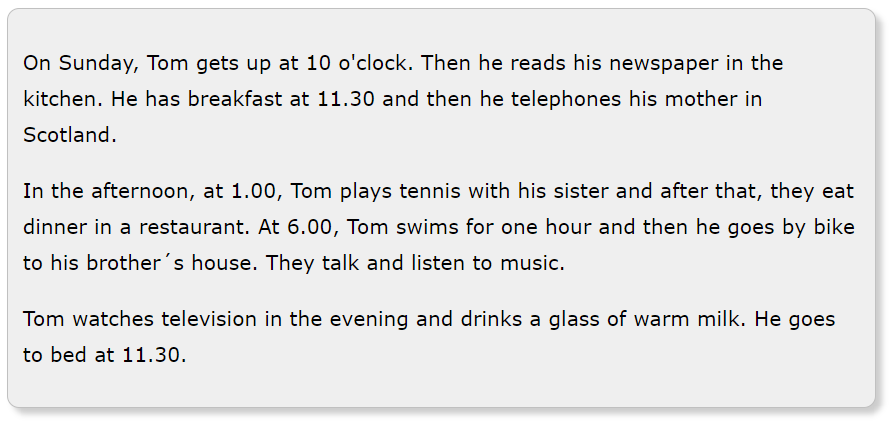 On Sunday, Tom gets up at 10 o'clock. Then he reads his newspaper in the
kitchen. He has breakfast at 11.30 and then he telephones his mother in
Scotland.
In the afternoon, at 1.00, Tom plays tennis with his sister and after that, they eat
dinner in a restaurant. At 6.00, Tom swims for one hour and then he goes by bike
to his brother´s house. They talk and listen to music.
Tom watches television in the evening and drinks a glass of warm milk. He goes
to bed at 11.30.